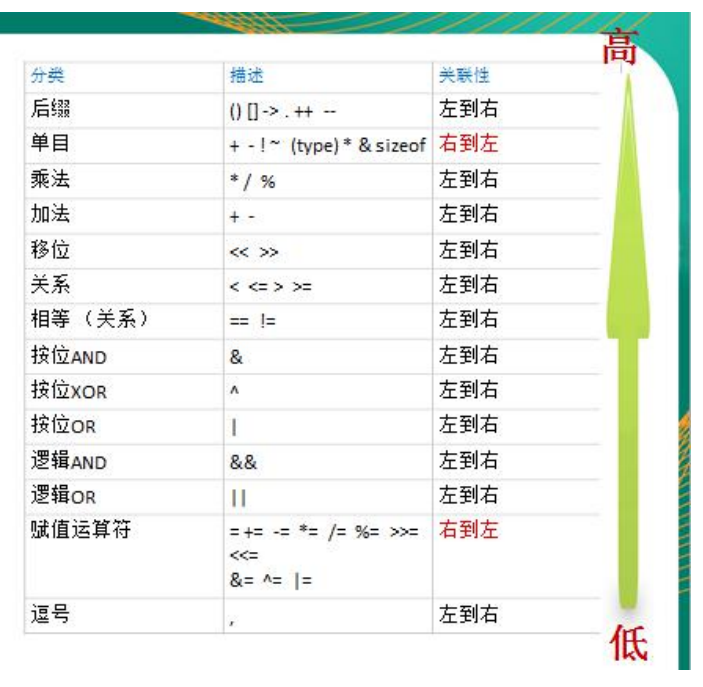 高
分类 描述 关联性
后缀 () [] -> . ++ -- 左到右
单目 + - ! ~ (type) * & sizeof 右到左
乘法 * / % 左到右
加法 + - 左到右
移位 << >> 左到右
关系 < <= > >= 左到右
相等 （关系） == != 左到右
按位AND & 左到右
按位XOR ^ 左到右
按位OR | 左到右
逻辑AND && 左到右
逻辑OR || 左到右
赋值运算符 = += -= *= /= %= >>= 右到左
<<=
&= ^= |=
逗号 , 左到右
低